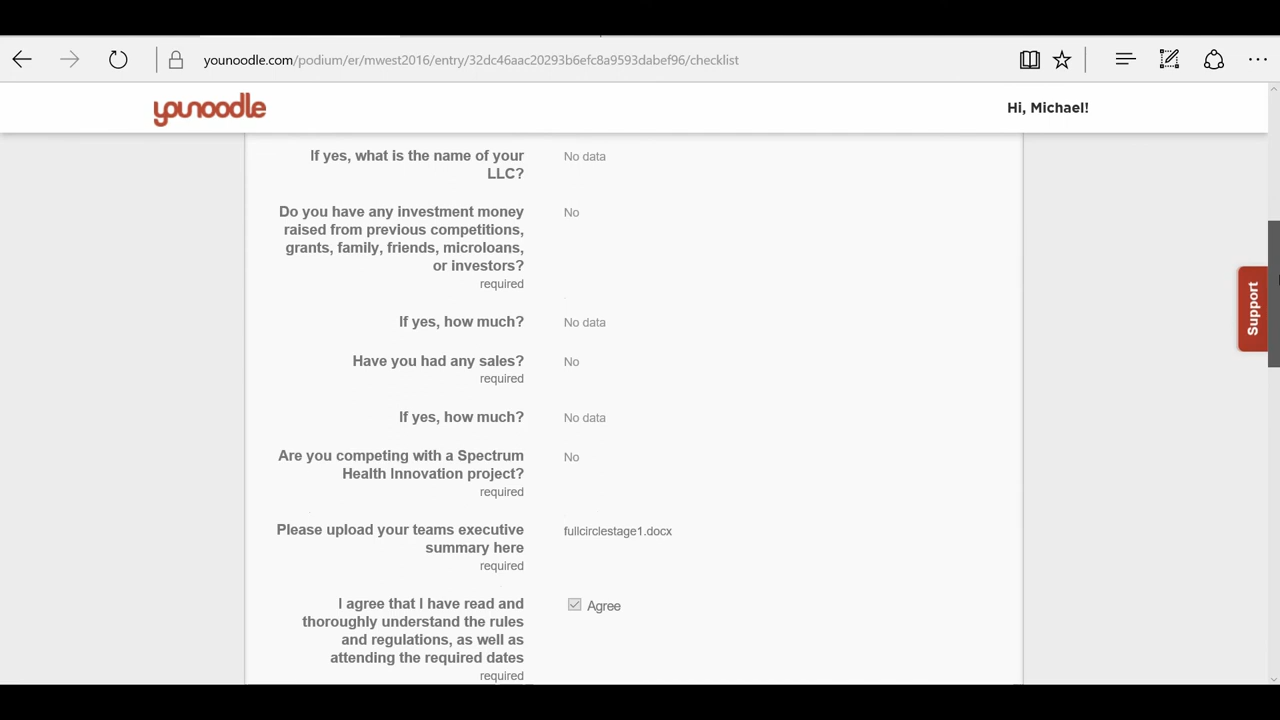 younoodle.com/podium/er/mwest2016/entry/32dc46aac20293b6efc8a9593dabef96/checklist
younoodle
Hi, Michael!
If yes, what is the name of your
LLC?
No data
Do you have any investment money
raised from previous competitions,
grants, family, friends, microloans,
or investors?
required
No
If yes, how much?
No data
Have you had any sales?
required
No
If yes, how much?
No data
Are you competing with a Spectrum
Health Innovation project?
required
No
Please upload your teams executive
summary here
required
fullcirclestage1.docx
I agree that I have read and
thoroughly understand the rules
and regulations, as well as
attending the required dates
required
Agree
Support